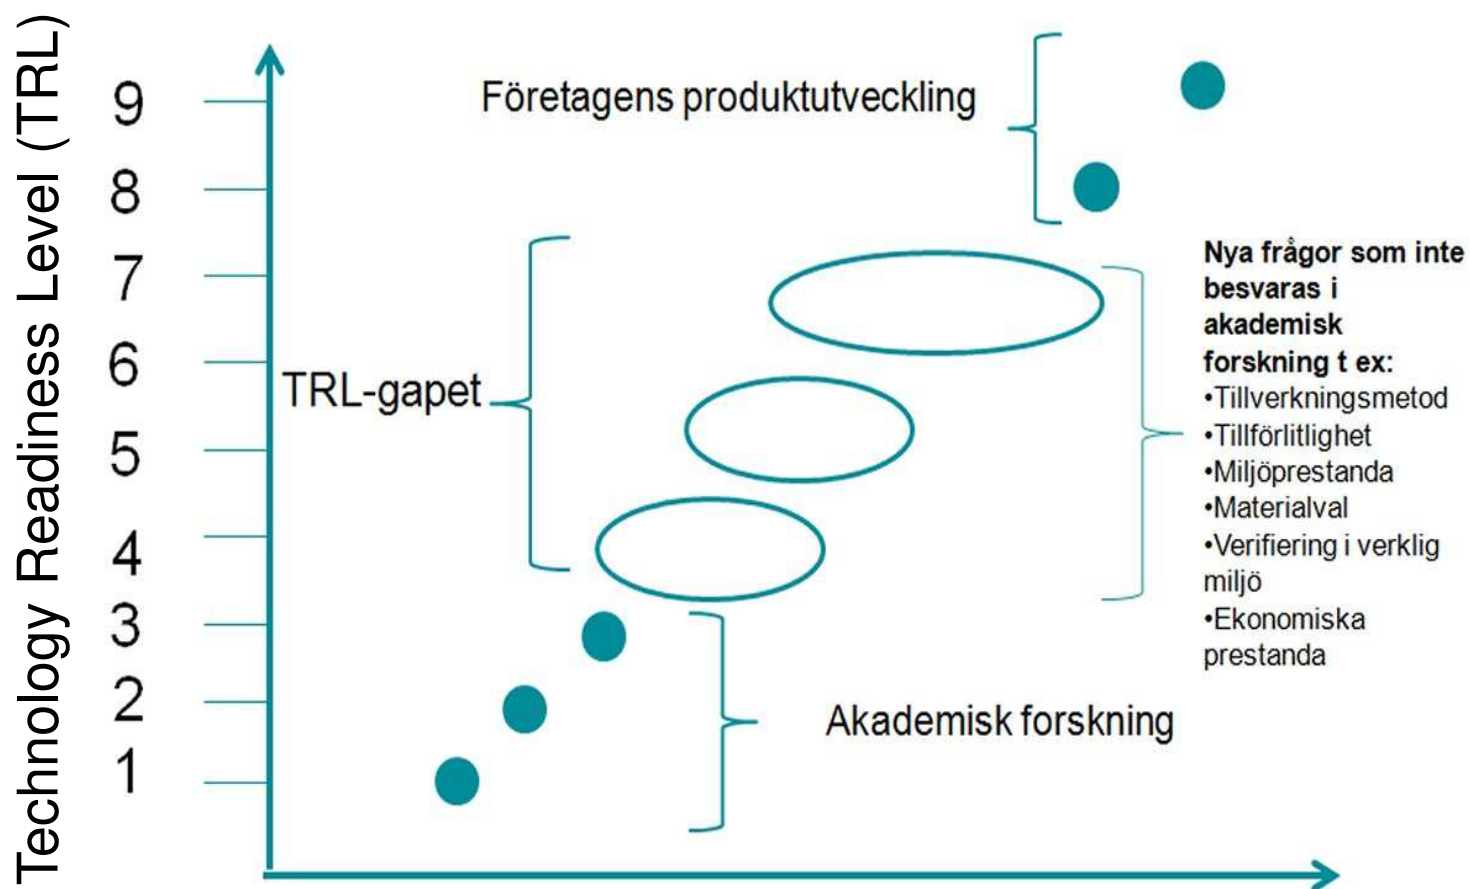 Technology Readiness Level (TRL)
9
8
7
6
5
4
3
2
1
Företagens produktutveckling
TRL-gapet
Akademisk forskning
Nya frågor som inte
besvaras i
akademisk
forskning t ex:
•Tillverkningsmetod
•Tillförlitlighet
•Miljöprestanda
•Materialval
•Verifiering i verklig
miljö
•Ekonomiska
prestanda